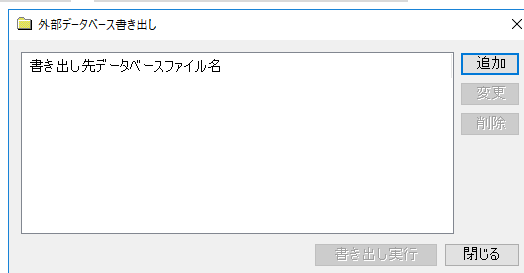 外部データベース書き出し
書き出し先データベースファイル名
追加
変更
削除
書き出し実行
閉じる